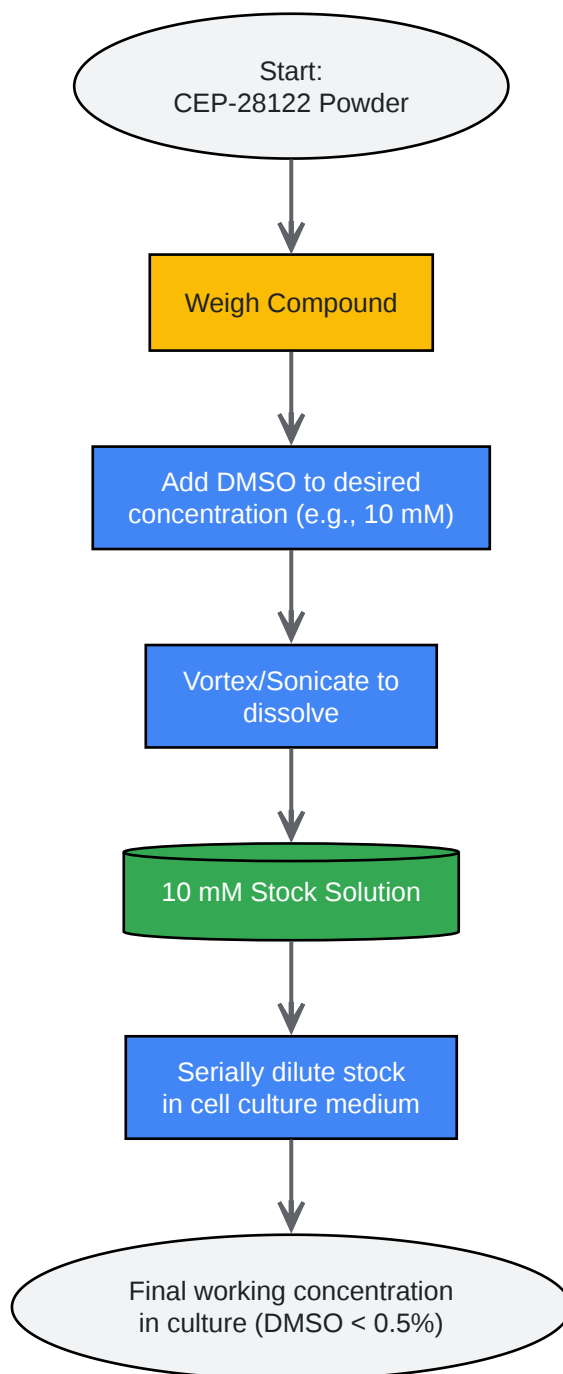 Start:
CEP-28122 Powder
Weigh Compound
Add DMSO to desired
concentration (e.g., 10 mM)
Vortex/Sonicate to
dissolve
10 mM Stock Solution
Serially dilute stock
in cell culture medium
Final working concentration
in culture (DMSO < 0.5%)